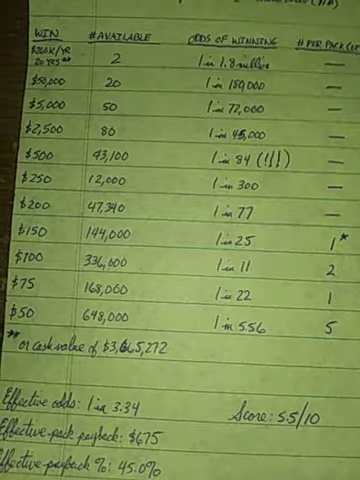 WIN #AVAILABLE ODDS OF WINNING # PER PACK
$200K/YR 20 YRS** 2 1 in 1.8 million —
$50,000 20 1 in 180,000 —
$5,000 50 1 in 72,000 —
$2,500 80 1 in 45,000 —
$500 43,100 1 in 84 (!!!) —
$250 12,000 1 in 300 —
$200 47,340 1 in 77 —
$150 144,000 1 in 25 1*
$100 336,000 1 in 11 2
$75 168,000 1 in 22 1
$50 648,000 1 in 5.56 5
** or cash value of $3,665,272
Effective odds: 1 in 3.34 Score: 5.5/10
Effective pack payback: $675
Effective payback %: 45.0%